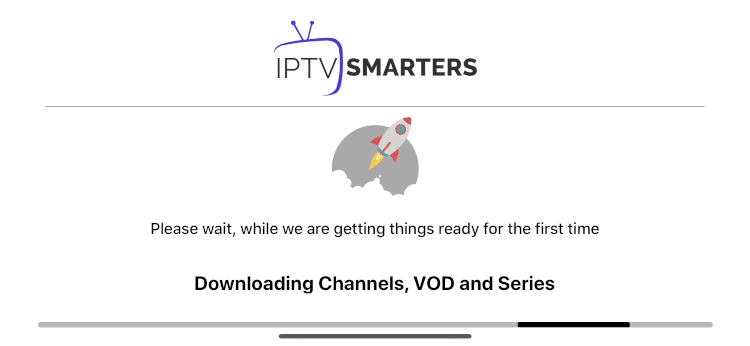 IPTV SMARTERS
Please wait, while we are getting things ready for the first time
Downloading Channels, VOD and Series